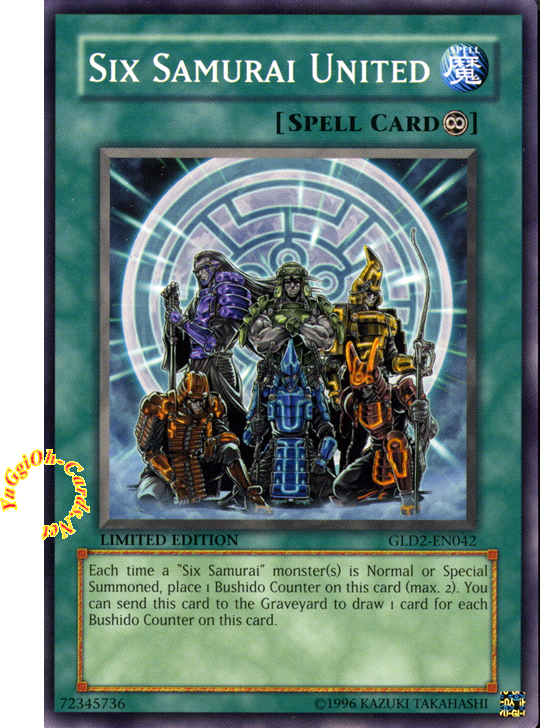 SIX SAMURAI UNITED
SPELL
魔
[SPELL CARD]
YuGgiOh-Cards.Net
LIMITED EDITION
GLD2-EN042
Each time a "Six Samurai" monster(s) is Normal or Special
Summoned, place 1 Bushido Counter on this card (max. 2). You
can send this card to the Graveyard to draw 1 card for each
Bushido Counter on this card.
72345736
©1996 KAZUKI TAKAHASHI